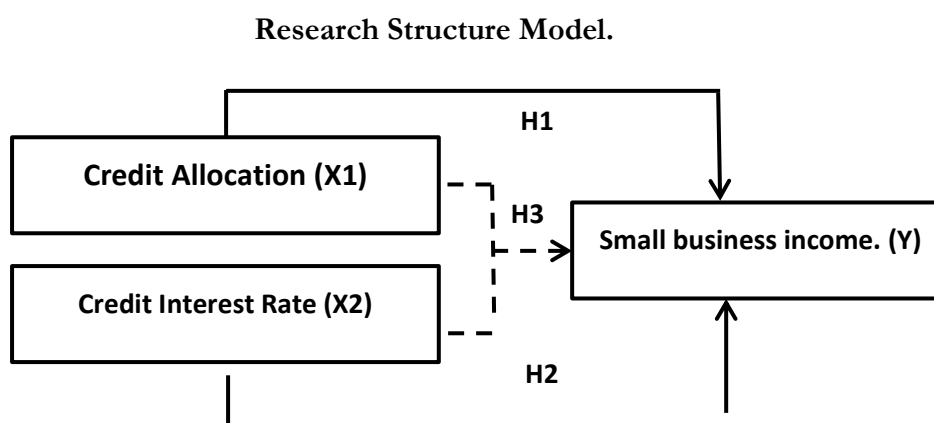 Research Structure Model.
H1
Credit Allocation (X1)
H3
Small business income. (Y)
Credit Interest Rate (X2)
H2